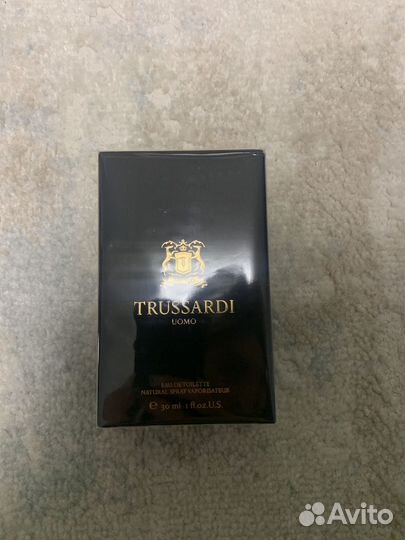 TRUSSARDI
UOMO
EAU DE TOILETTE
NATURAL SPRAY VAPORISATEUR
℮ 30 ml 1 fl.oz.U.S.
Avito